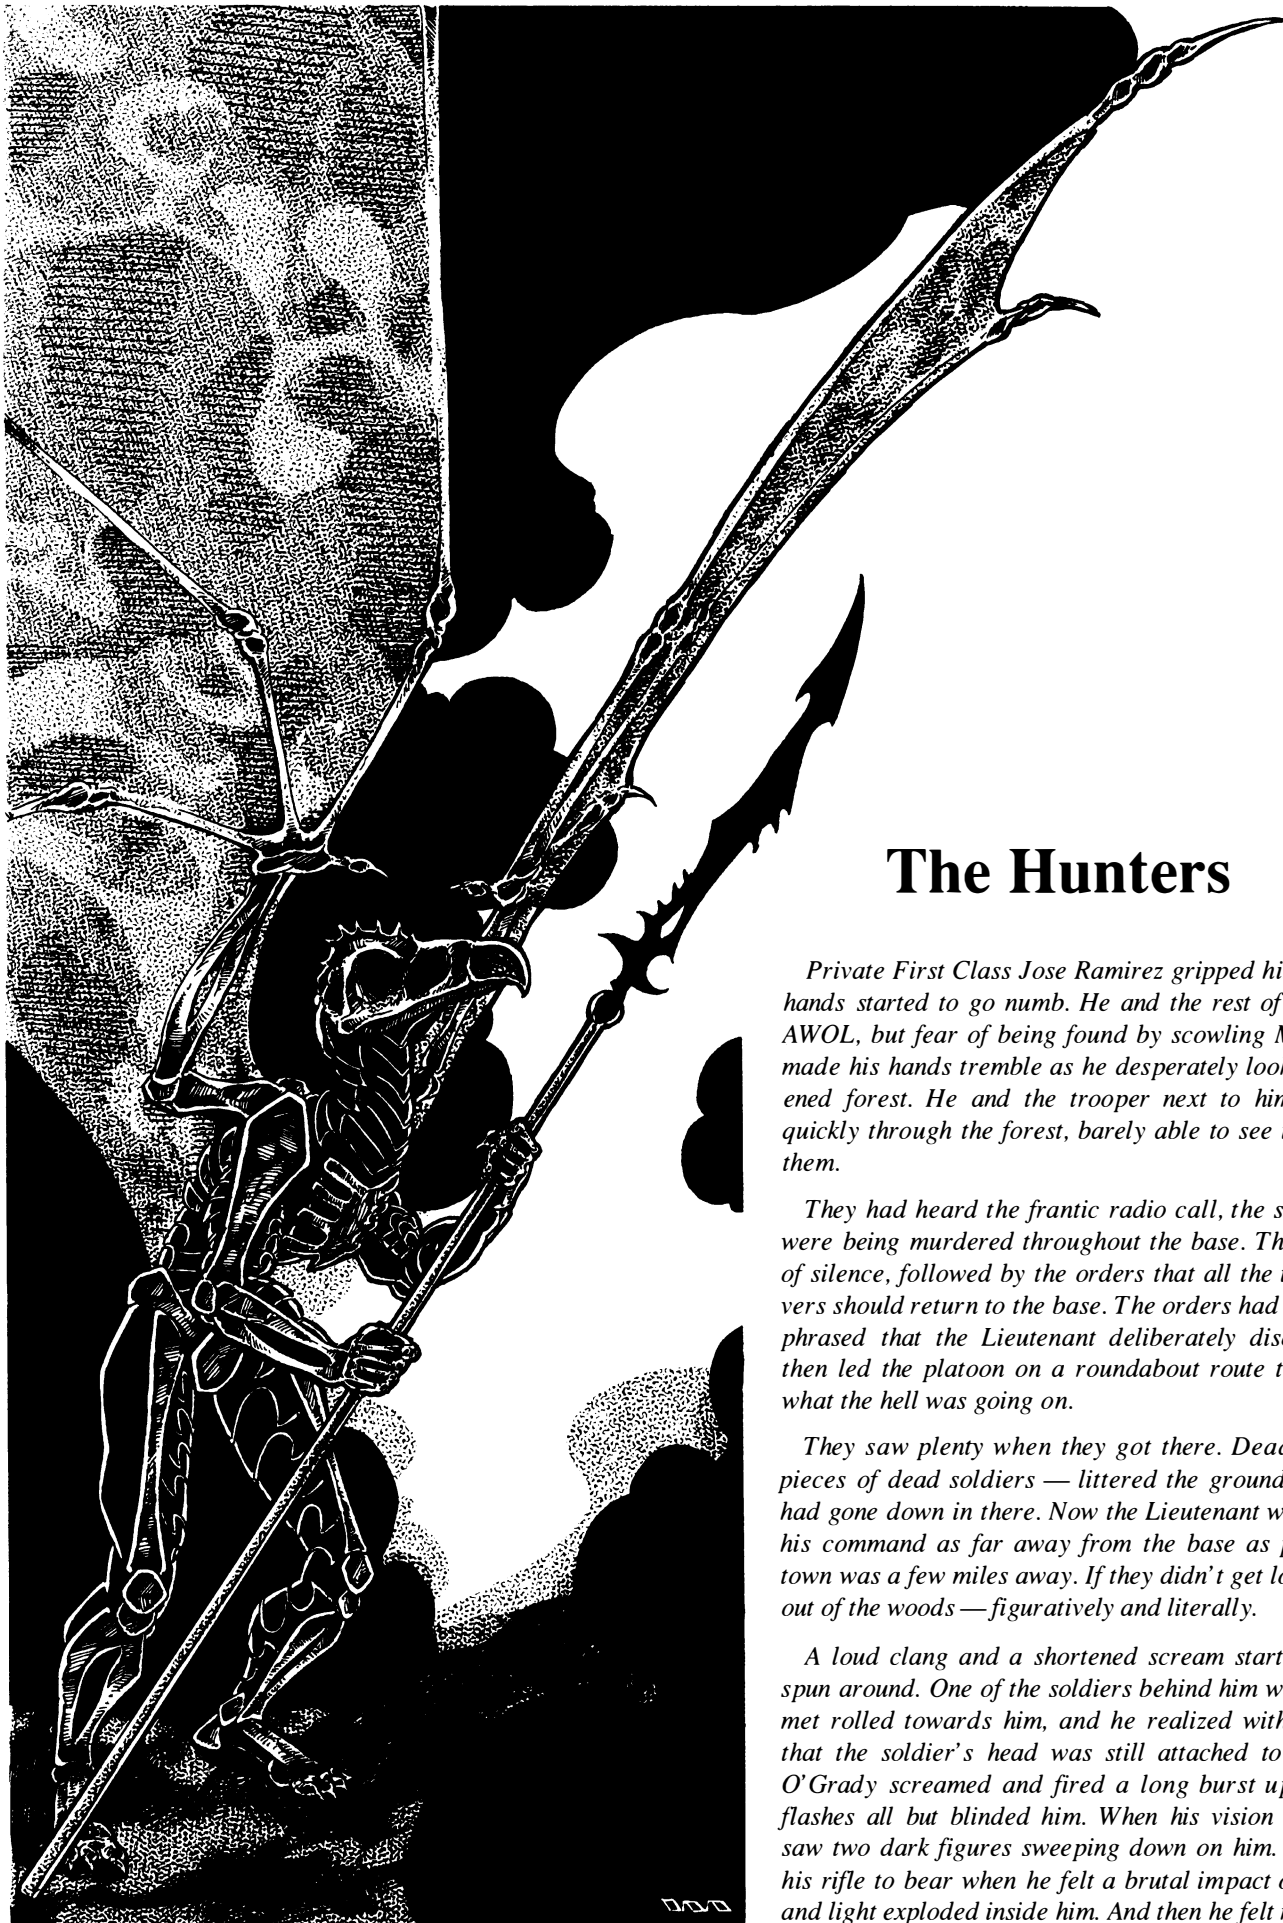 The Hunters
Private First Class Jose Ramirez gripped
hands started to go numb. He and the rest of
AWOL, but fear of being found by scowling
made his hands tremble as he desperately
ened forest. He and the trooper next to
quickly through the forest, barely able to see
them.
They had heard the frantic radio call, the
were being murdered throughout the base.
of silence, followed by the orders that all the
vers should return to the base. The orders had
phrased that the Lieutenant deliberately
then led the platoon on a roundabout route
what the hell was going on.
They saw plenty when they got there.
pieces of dead soldiers — littered the ground
had gone down in there. Now the Lieutenant
his command as far away from the base as
town was a few miles away. If they didn't get
out of the woods — figuratively and literally.
A loud clang and a shortened scream
spun around. One of the soldiers behind him
met rolled towards him, and he realized
that the soldier's head was still attached to
O'Grady screamed and fired a long burst
flashes all but blinded him. When his vision
saw two dark figures sweeping down on him.
his rifle to bear when he felt a brutal impact
and light exploded inside him. And then he felt